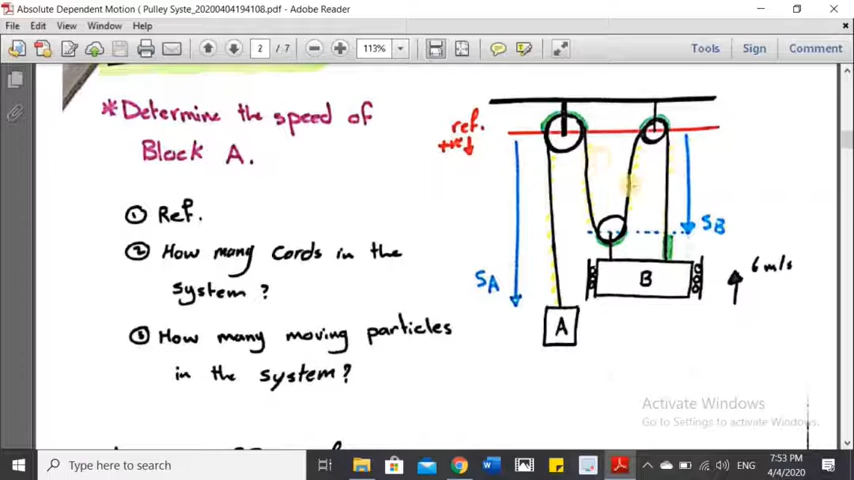 Absolute Dependent Motion ( Pulley Syste_20200404194108.pdf - Adobe Reader
File Edit View Window Help
2 / 7
113%
Tools Sign Comment
*Determine the speed of
Block A.
① Ref.
② How many Cords in the
system ?
③ How many moving particles
in the system?
ref.
+ve↓
SA
SB
B
6 m/s
A
Activate Windows
Go to Settings to activate Windows.
Type here to search
ENG
7:53 PM
4/4/2020